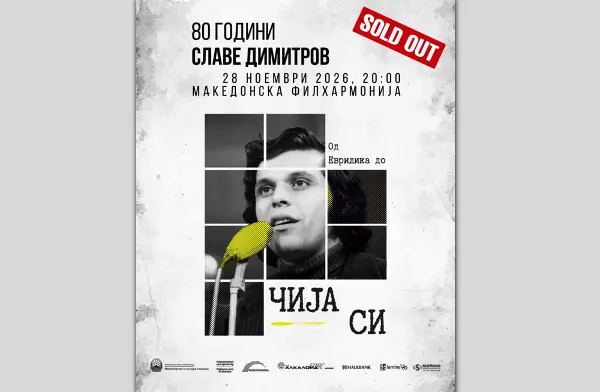 80 ГОДИНИ
СЛАВЕ ДИМИТРОВ
SOLD OUT
28 НОЕМВРИ 2026, 20:00
МАКЕДОНСКА ФИЛХАРМОНИЈА
Од
Евридика до
ЧИЈА
СИ
АЛКАЛОИД
HALKBANK